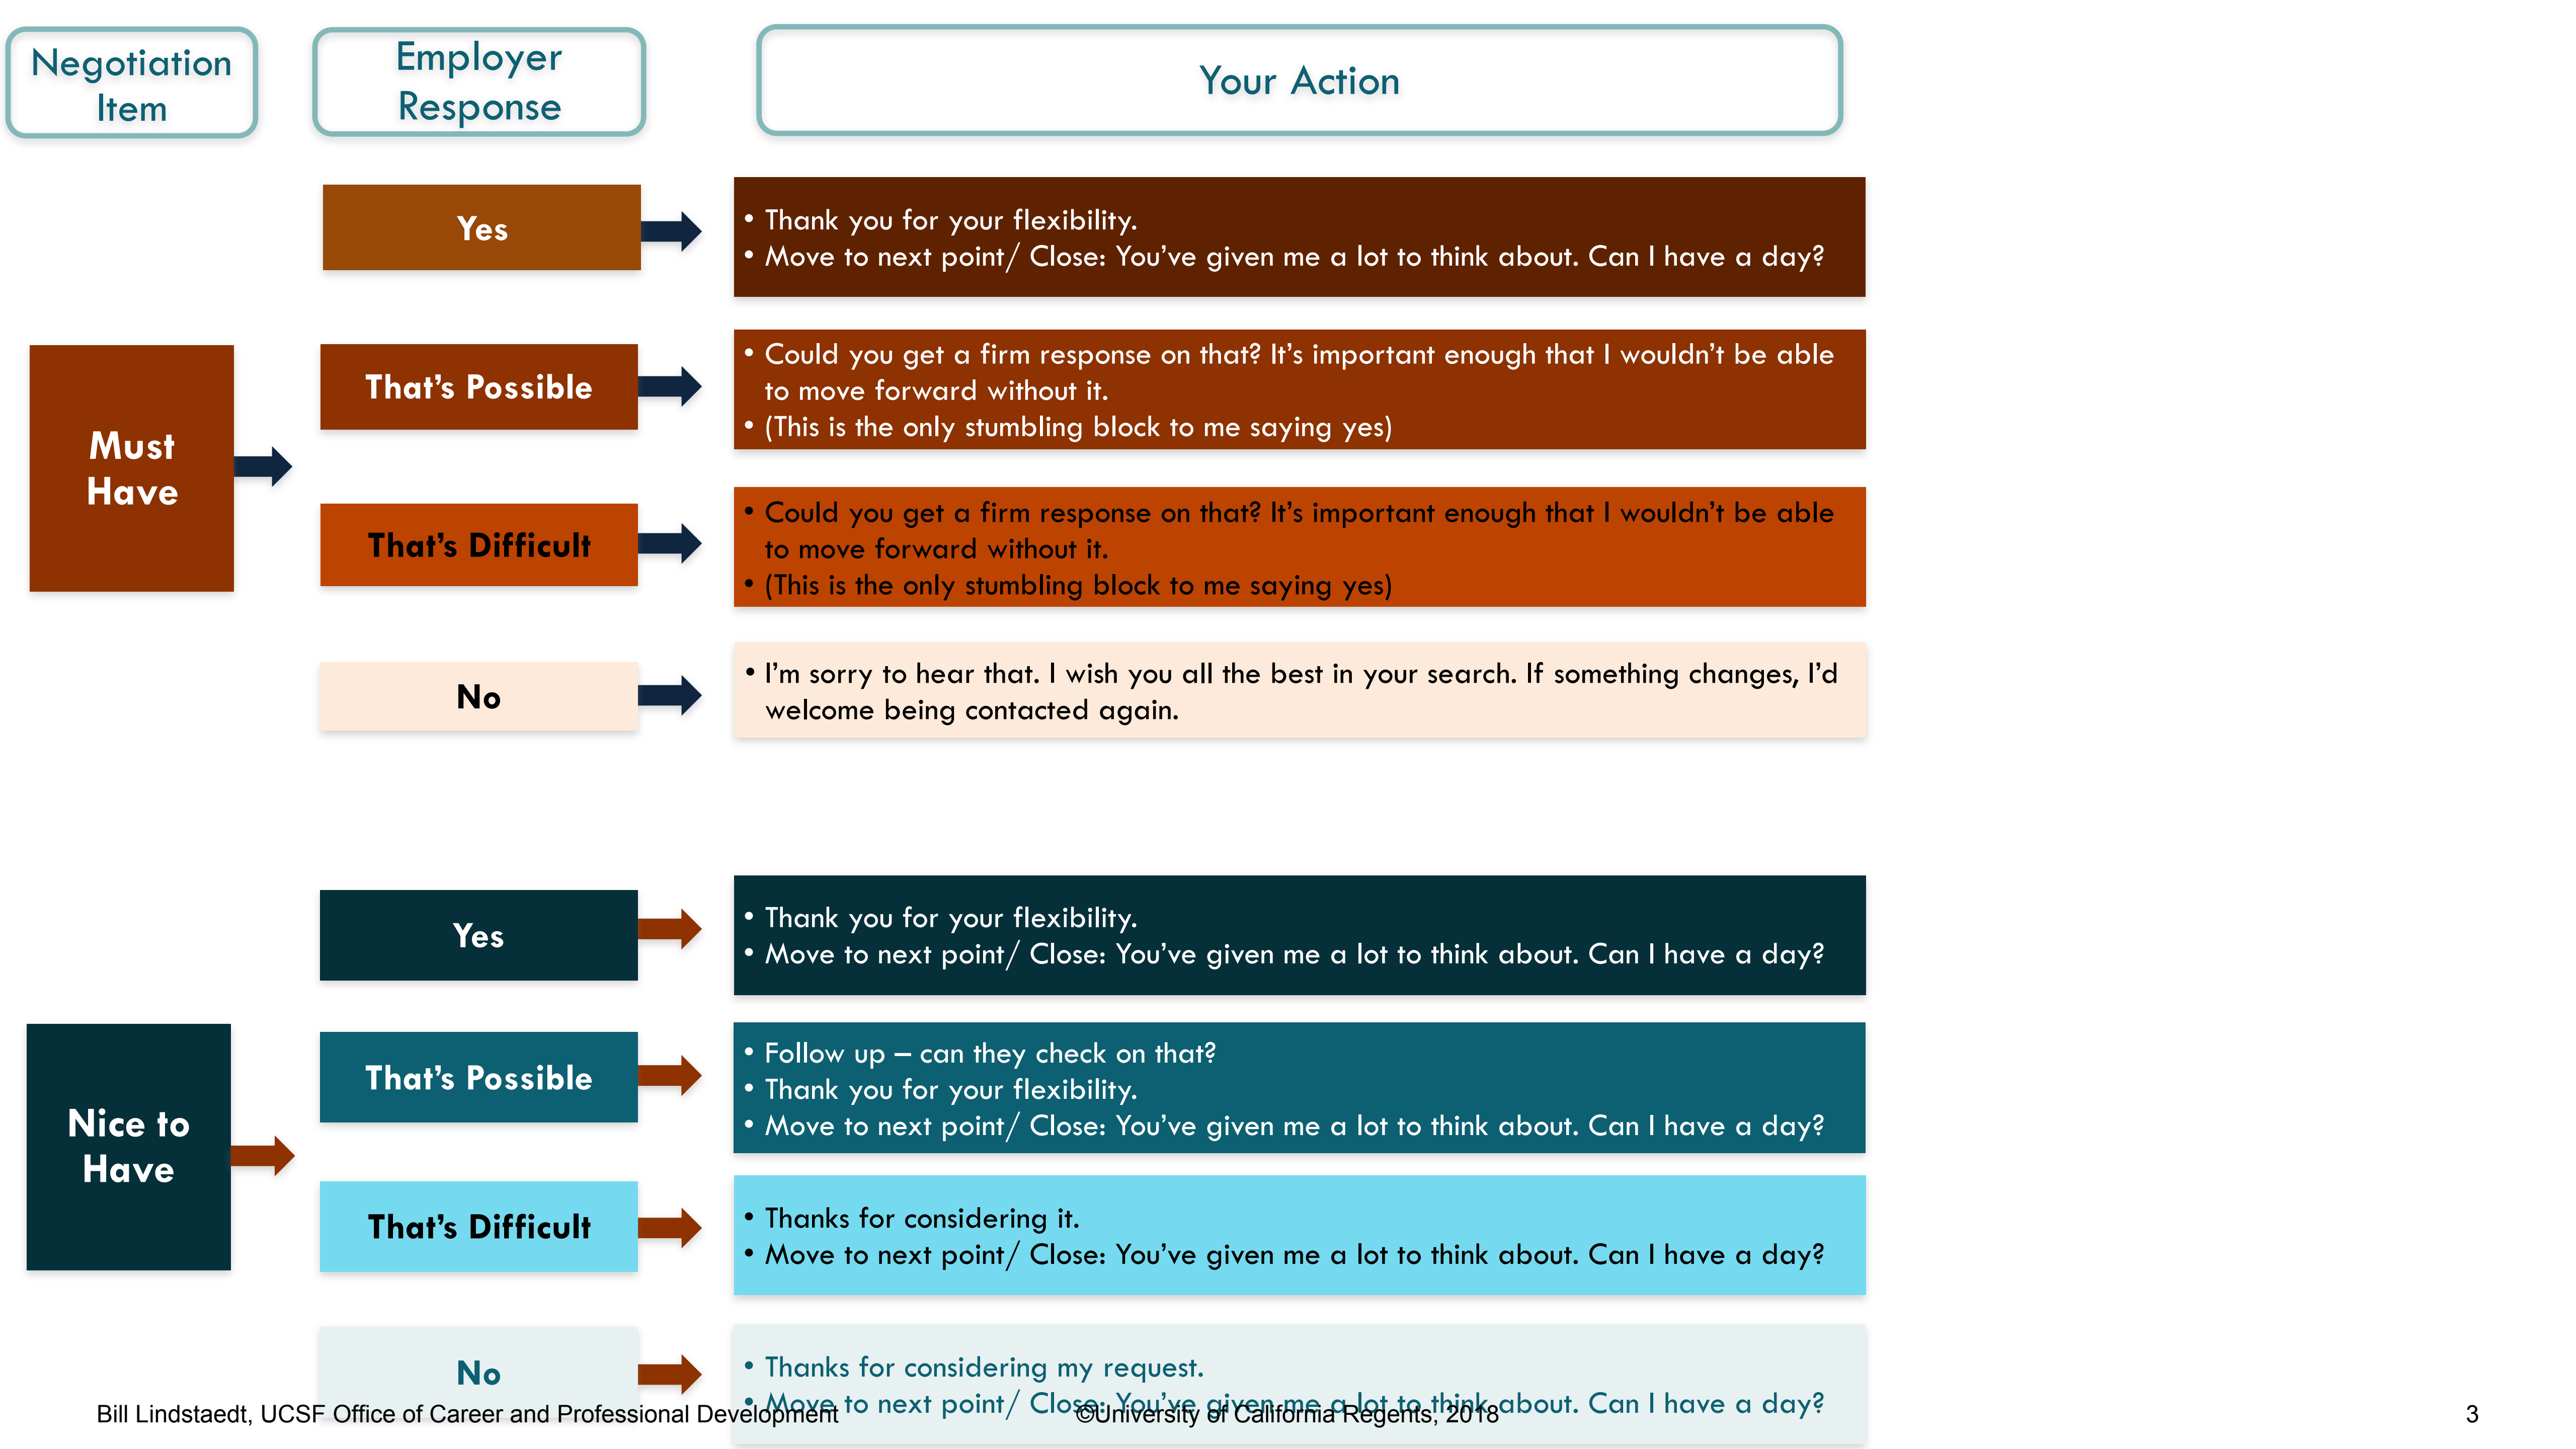 Negotiation
Item
Employer
Response
Your Action
Must
Have
Yes
• Thank you for your flexibility.
• Move to next point/ Close: You’ve given me a lot to think about. Can I have a day?
That’s Possible
• Could you get a firm response on that? It’s important enough that I wouldn’t be able
to move forward without it.
• (This is the only stumbling block to me saying yes)
That’s Difficult
• Could you get a firm response on that? It’s important enough that I wouldn’t be able
to move forward without it.
• (This is the only stumbling block to me saying yes)
No
• I’m sorry to hear that. I wish you all the best in your search. If something changes, I’d
welcome being contacted again.
Nice to
Have
Yes
• Thank you for your flexibility.
• Move to next point/ Close: You’ve given me a lot to think about. Can I have a day?
That’s Possible
• Follow up – can they check on that?
• Thank you for your flexibility.
• Move to next point/ Close: You’ve given me a lot to think about. Can I have a day?
That’s Difficult
• Thanks for considering it.
• Move to next point/ Close: You’ve given me a lot to think about. Can I have a day?
No
• Thanks for considering my request.
• Move to next point/ Close: You’ve given me a lot to think about. Can I have a day?
Bill Lindstaedt, UCSF Office of Career and Professional Development
©University of California Regents, 2018
3